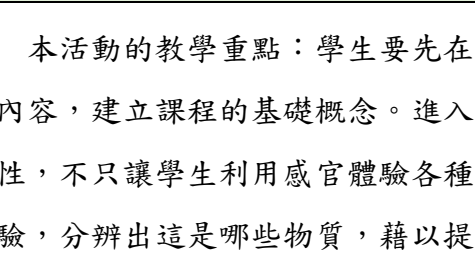 本活動的教學重點：學生要先在
內容，建立課程的基礎概念。進入
性，不只讓學生利用感官體驗各種
驗，分辨出這是哪些物質，藉以提